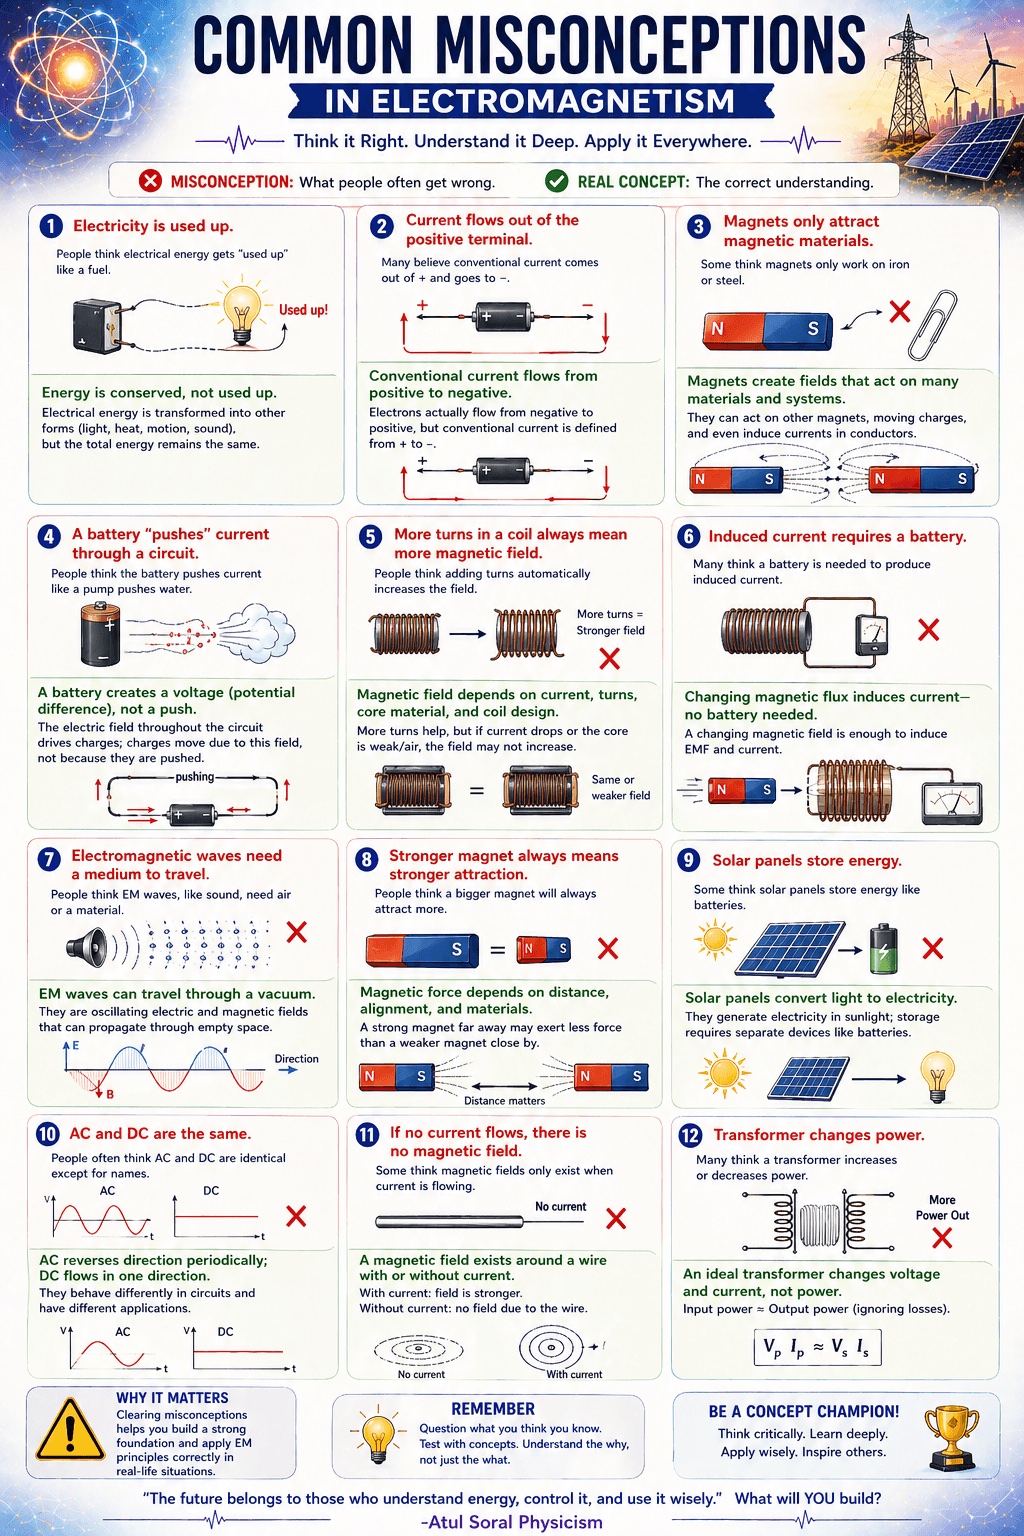 COMMON MISCONCEPTIONS
IN ELECTROMAGNETISM
Think it Right. Understand it Deep. Apply it Everywhere.
MISCONCEPTION: What people often get wrong.
REAL CONCEPT: The correct understanding.
1 Electricity is used up.
People think electrical energy gets "used up"
like a fuel.
Used up!
Energy is conserved, not used up.
Electrical energy is transformed into other
forms (light, heat, motion, sound),
but the total energy remains the same.
2 Current flows out of the
positive terminal.
Many believe conventional current comes
out of + and goes to −.
+ −
+ -
Conventional current flows from
positive to negative.
Electrons actually flow from negative to
positive, but conventional current is defined
from + to −.
+ −
+ -
3 Magnets only attract
magnetic materials.
Some think magnets only work on iron
or steel.
N S
Magnets create fields that act on many
materials and systems.
They can act on other magnets, moving charges,
and even induce currents in conductors.
N S N S
4 A battery “pushes” current
through a circuit.
People think the battery pushes current
like a pump pushes water.
+
A battery creates a voltage (potential
difference), not a push.
The electric field throughout the circuit
drives charges; charges move due to this field,
not because they are pushed.
pushing
+ -
5 More turns in a coil always mean
more magnetic field.
People think adding turns automatically
increases the field.
More turns =
Stronger field
Magnetic field depends on current, turns,
core material, and coil design.
More turns help, but if current drops or the core
is weak/air, the field may not increase.
=
Same or
weaker field
6 Induced current requires a battery.
Many think a battery is needed to produce
induced current.
Changing magnetic flux induces current—
no battery needed.
A changing magnetic field is enough to induce
EMF and current.
N S
7 Electromagnetic waves need
a medium to travel.
People think EM waves, like sound, need air
or a material.
EM waves can travel through a vacuum.
They are oscillating electric and magnetic fields
that can propagate through empty space.
E
Direction
B
8 Stronger magnet always means
stronger attraction.
People think a bigger magnet will always
attract more.
S = N S
Magnetic force depends on distance,
alignment, and materials.
A strong magnet far away may exert less force
than a weaker magnet close by.
N S N S
Distance matters
9 Solar panels store energy.
Some think solar panels store energy like
batteries.
Solar panels convert light to electricity.
They generate electricity in sunlight; storage
requires separate devices like batteries.
10 AC and DC are the same.
People often think AC and DC are identical
except for names.
AC DC
V t t
AC reverses direction periodically;
DC flows in one direction.
They behave differently in circuits and
have different applications.
V AC t V DC t
11 If no current flows, there is
no magnetic field.
Some think magnetic fields only exist when
current is flowing.
No current
A magnetic field exists around a wire
with or without current.
With current: field is stronger.
Without current: no field due to the wire.
No current
With current
12 Transformer changes power.
Many think a transformer increases
or decreases power.
More
Power Out
An ideal transformer changes voltage
and current, not power.
Input power ≈ Output power (ignoring losses).
Vp Ip ≈ Vs Is
WHY IT MATTERS
Clearing misconceptions
helps you build a strong
foundation and apply EM
principles correctly in
real-life situations.
REMEMBER
Question what you think you know.
Test with concepts. Understand the why,
not just the what.
BE A CONCEPT CHAMPION!
Think critically. Learn deeply.
Apply wisely. Inspire others.
“The future belongs to those who understand energy, control it, and use it wisely.” What will YOU build?
-Atul Soral Physicism